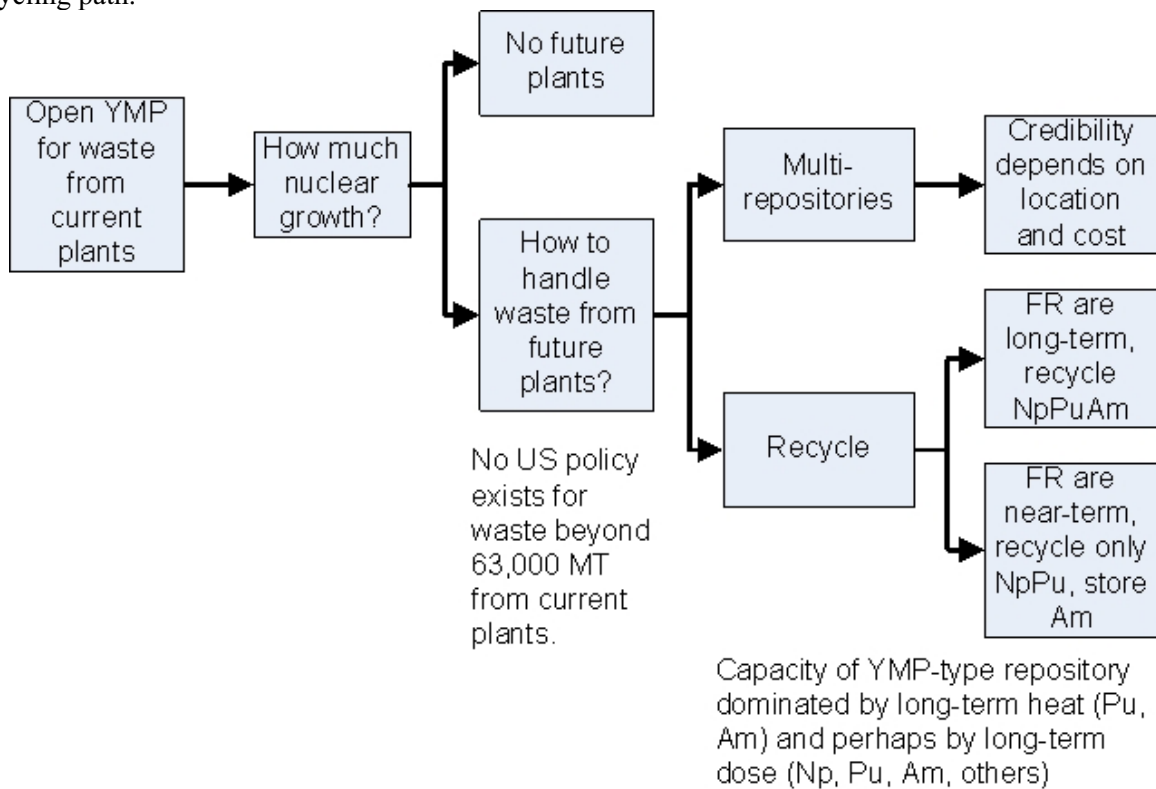 ycling path.
No future
plants
Open YMP
for waste
from
current
plants
How much
nuclear
growth?
How to
handle
waste from
future
plants?
Multi-
repositories
Credibility
depends on
location
and cost
Recycle
FR are
long-term,
recycle
NpPuAm
FR are
near-term,
recycle only
NpPu, store
Am
No US policy
exists for
waste beyond
63,000 MT
from current
plants.
Capacity of YMP-type repository
dominated by long-term heat (Pu,
Am) and perhaps by long-term
dose (Np, Pu, Am, others)